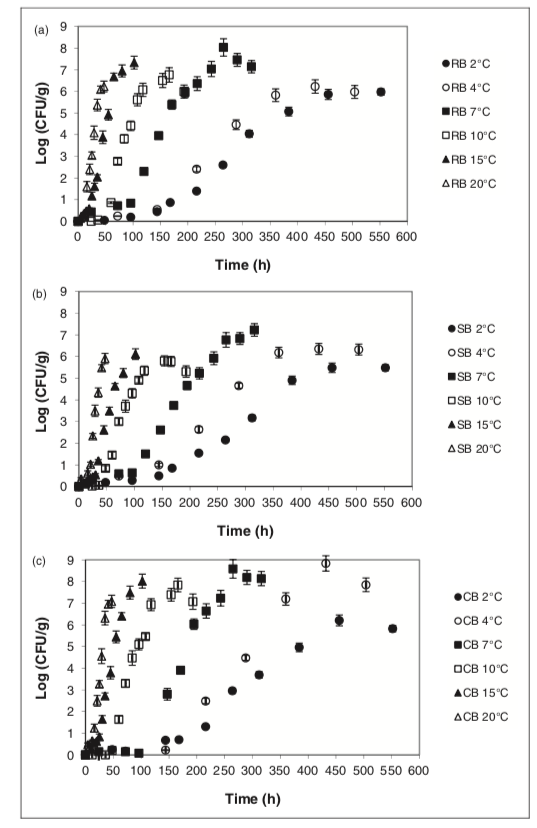 (a)
Log (CFU/g)
9
8
7
6
5
4
3
2
1
0
0 50 100 150 200 250 300 350 400 450 500 550 600
Time (h)
RB 2°C
RB 4°C
RB 7°C
RB 10°C
RB 15°C
RB 20°C
(b)
Log (CFU/g)
9
8
7
6
5
4
3
2
1
0
0 50 100 150 200 250 300 350 400 450 500 550 600
Time (h)
SB 2°C
SB 4°C
SB 7°C
SB 10°C
SB 15°C
SB 20°C
(c)
Log (CFU/g)
9
8
7
6
5
4
3
2
1
0
0 50 100 150 200 250 300 350 400 450 500 550 600
Time (h)
CB 2°C
CB 4°C
CB 7°C
CB 10°C
CB 15°C
CB 20°C